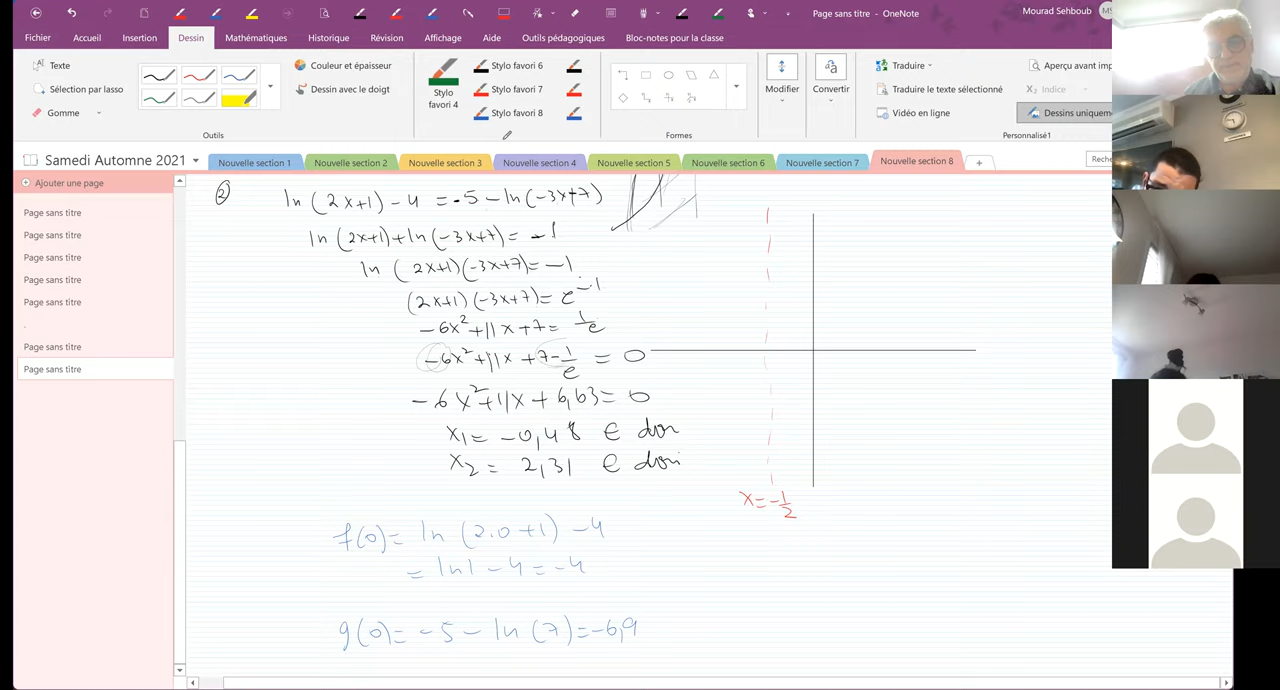 Page sans titre - OneNote
Mourad Sehboub
MS
Fichier
Accueil
Insertion
Dessin
Mathématiques
Historique
Révision
Affichage
Aide
Outils pédagogiques
Bloc-notes pour la classe
Texte
Sélection par lasso
Gomme
Outils
Couleur et épaisseur
Dessin avec le doigt
Stylo favori 4
Stylo favori 6
Stylo favori 7
Stylo favori 8
Formes
Modifier
Convertir
Traduire
Traduire le texte sélectionné
Vidéo en ligne
Aperçu avant imp
Indice
Dessins uniqueme
Personnalisé1
Samedi Automne 2021
Nouvelle section 1
Nouvelle section 2
Nouvelle section 3
Nouvelle section 4
Nouvelle section 5
Nouvelle section 6
Nouvelle section 7
Nouvelle section 8
Reche
Ajouter une page
Page sans titre
Page sans titre
Page sans titre
Page sans titre
Page sans titre
.
Page sans titre
Page sans titre
②
ln(2x+1) - 4 = -5 - ln(-3x+7)
ln(2x+1) + ln(-3x+7) = -1
ln(2x+1)(-3x+7) = -1
(2x+1)(-3x+7) = e^-1
-6x² + 11x + 7 = 1/e
-6x² + 11x + 7 - 1/e = 0
-6x² + 11x + 6,63 = 0
x1 = -0,48 ∈ dom
x2 = 2,31 ∈ dom
x = -1/2
f(0) = ln(2.0+1) - 4
= ln1 - 4 = -4
g(0) = -5 - ln(7) = -6,9